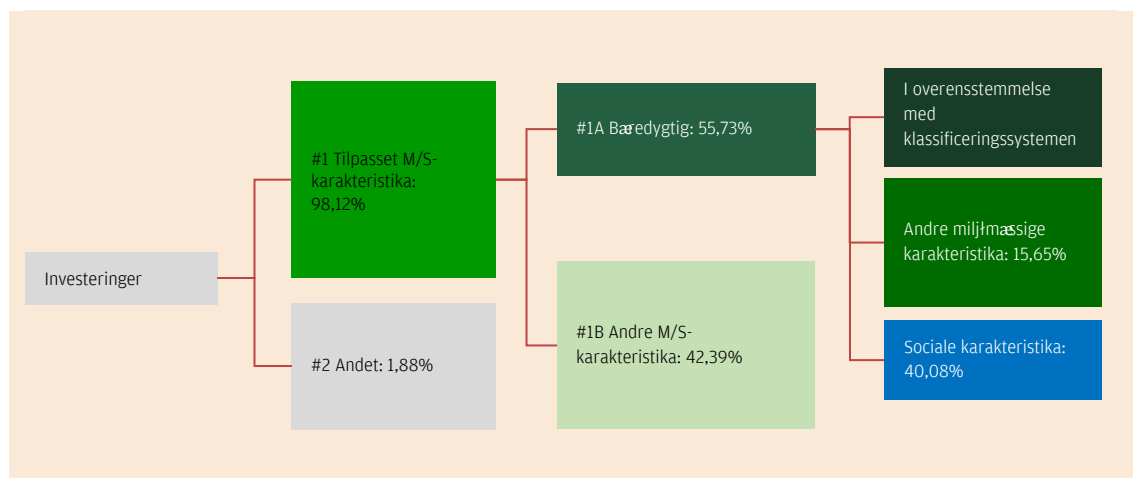 Investeringer
#1 Tilpasset M/S-
karakteristika:
98,12%
#2 Andet: 1,88%
#1A Bæredygtig: 55,73%
#1B Andre M/S-
karakteristika: 42,39%
I overensstemmelse
med
klassificeringssystemen
Andre miljłmæssige
karakteristika: 15,65%
Sociale karakteristika:
40,08%